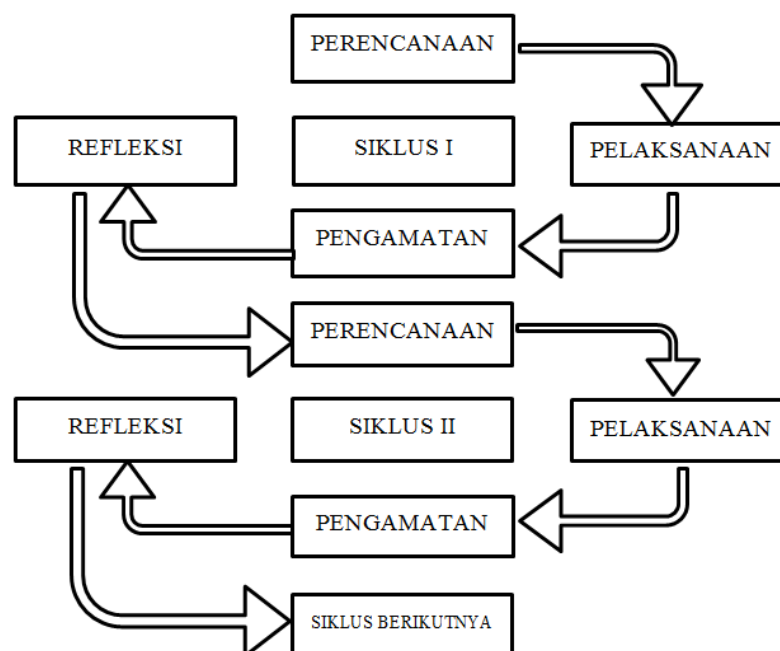 PERENCANAAN
REFLEKSI
SIKLUS I
PELAKSANAAN
PENGAMATAN
PERENCANAAN
REFLEKSI
SIKLUS II
PELAKSANAAN
PENGAMATAN
SIKLUS BERIKUTNYA